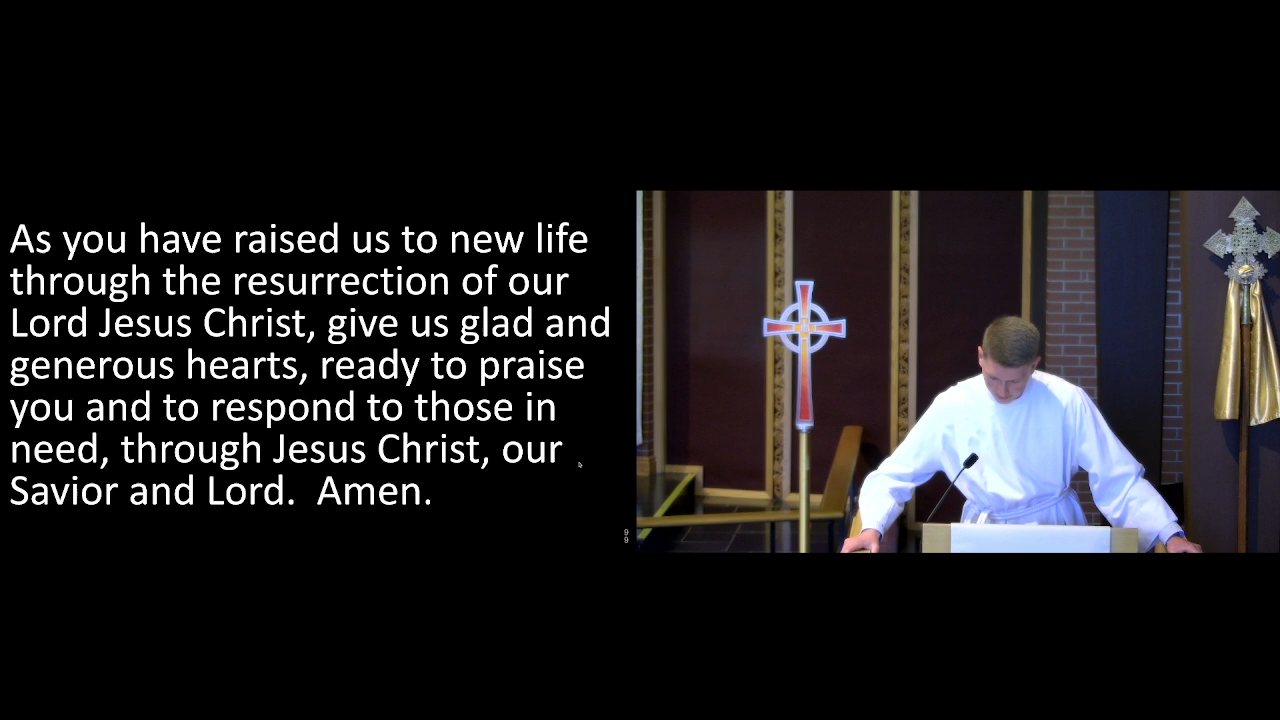 As you have raised us to new life
through the resurrection of our
Lord Jesus Christ, give us glad and
generous hearts, ready to praise
you and to respond to those in
need, through Jesus Christ, our
Savior and Lord.  Amen.
9
9